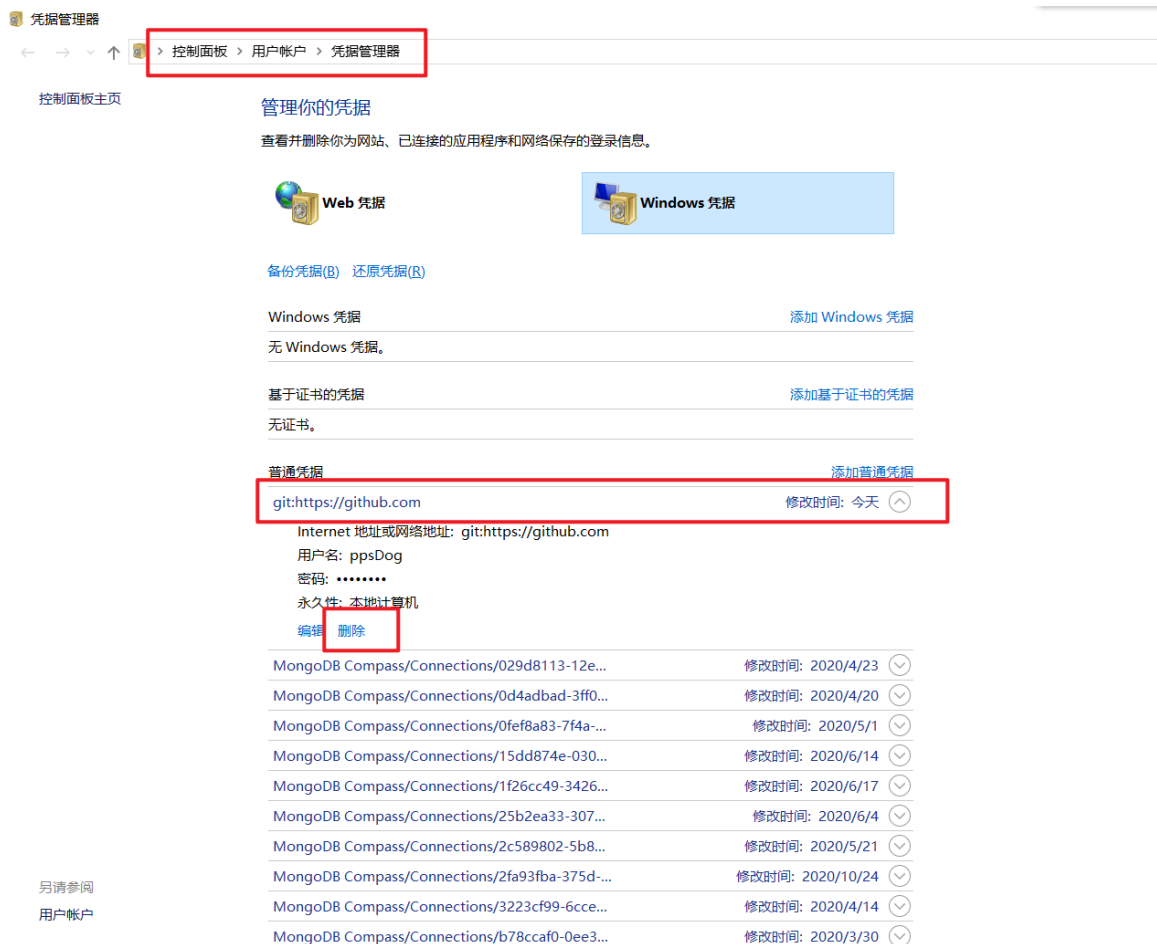 凭据管理器
控制面板 > 用户帐户 > 凭据管理器
控制面板主页
管理你的凭据
查看并删除你为网站、已连接的应用程序和网络保存的登录信息。
Web 凭据
Windows 凭据
备份凭据(B) 还原凭据(R)
Windows 凭据 添加 Windows 凭据
无 Windows 凭据。
基于证书的凭据 添加基于证书的凭据
无证书。
普通凭据 添加普通凭据
git:https://github.com 修改时间: 今天
Internet 地址或网络地址: git:https://github.com
用户名: ppsDog
密码: ••••••••
永久性: 本地计算机
编辑 删除
MongoDB Compass/Connections/029d8113-12e... 修改时间: 2020/4/23
MongoDB Compass/Connections/0d4adbad-3ff0... 修改时间: 2020/4/20
MongoDB Compass/Connections/0fef8a83-7f4a-... 修改时间: 2020/5/1
MongoDB Compass/Connections/15dd874e-030... 修改时间: 2020/6/14
MongoDB Compass/Connections/1f26cc49-3426... 修改时间: 2020/6/17
MongoDB Compass/Connections/25b2ea33-307... 修改时间: 2020/6/4
MongoDB Compass/Connections/2c589802-5b8... 修改时间: 2020/5/21
MongoDB Compass/Connections/2fa93fba-375d-... 修改时间: 2020/10/24
MongoDB Compass/Connections/3223cf99-6cce... 修改时间: 2020/4/14
MongoDB Compass/Connections/b78ccaf0-0ee3... 修改时间: 2020/3/30
另请参阅
用户帐户